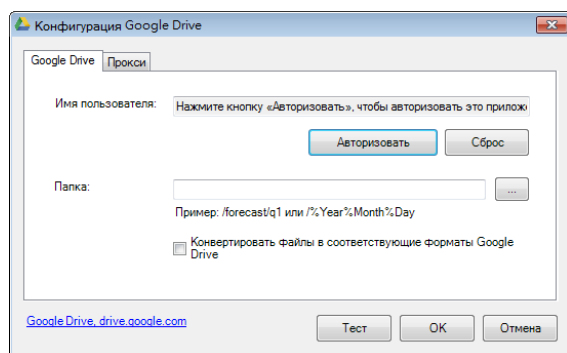 Конфигурация Google Drive
Google Drive Прокси
Имя пользователя: Нажмите кнопку «Авторизовать», чтобы авторизовать это прилож
Авторизовать Сброс
Папка: ...
Пример: /forecast/q1 или /%Year%Month%Day
Конвертировать файлы в соответствующие форматы Google
Drive
Google Drive, drive.google.com Тест OK Отмена